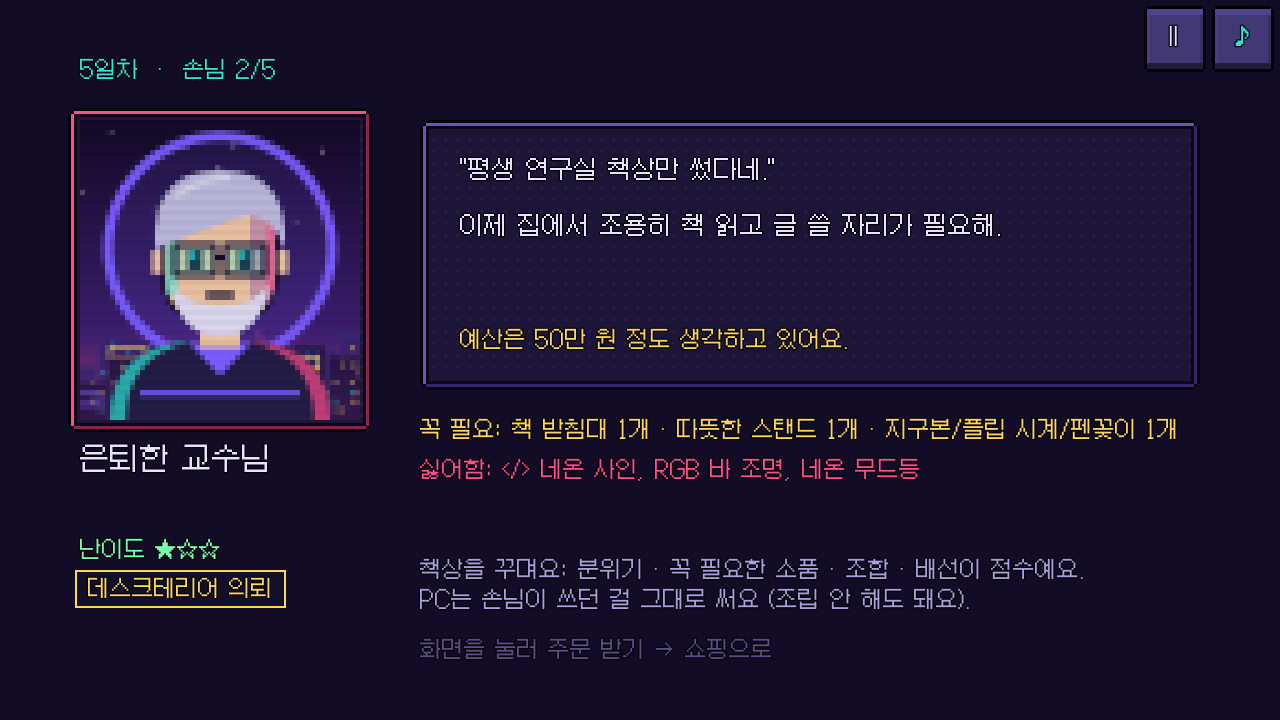 5일차 · 손님 2/5
"평생 연구실 책상만 썼다네."
이제 집에서 조용히 책 읽고 글 쓸 자리가 필요해.
예산은 50만 원 정도 생각하고 있어요.
꼭 필요: 책 받침대 1개 · 따뜻한 스탠드 1개 · 지구본/플립 시계/펜꽂이 1개
싫어함: </> 네온 사인, RGB 바 조명, 네온 무드등
은퇴한 교수님
난이도 ★☆☆
데스크테리어 의뢰
책상을 꾸며요: 분위기 · 꼭 필요한 소품 · 조합 · 배선이 점수예요.
PC는 손님이 쓰던 걸 그대로 써요 (조립 안 해도 돼요).
화면을 눌러 주문 받기 → 쇼핑으로